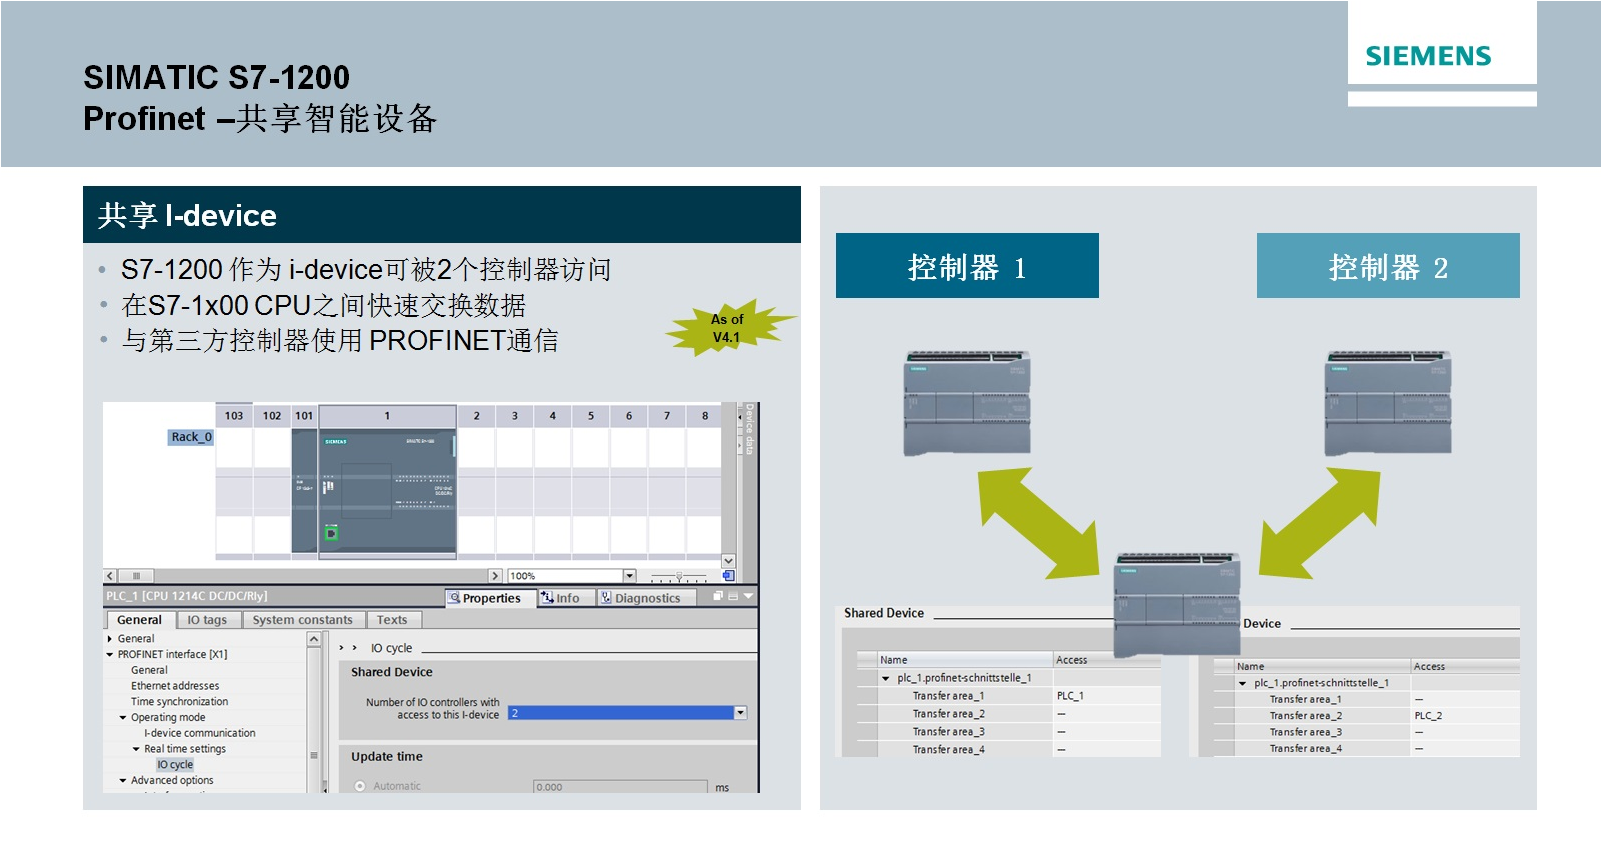 SIEMENS
SIMATIC S7-1200
Profinet –共享智能设备
共享 I-device
• S7-1200 作为 i-device可被2个控制器访问
• 在S7-1x00 CPU之间快速交换数据
• 与第三方控制器使用 PROFINET通信
As of
V4.1
103 102 101 1 2 3 4 5 6 7 8
Device data
Rack_0
SIEMENS
100%
PLC_1 [CPU 1214C DC/DC/Rly]
Properties Info Diagnostics
General IO tags System constants Texts
General
PROFINET interface [X1]
General
Ethernet addresses
Time synchronization
Operating mode
I-device communication
Real time settings
IO cycle
Advanced options
> > IO cycle
Shared Device
Number of IO controllers with
access to this I-device
2
Update time
Automatic
0.000 ms
控制器 1
控制器 2
SIEMENS
SIEMENS
SIEMENS
Shared Device
Name Access
plc_1.profinet-schnittstelle_1
Transfer area_1 PLC_1
Transfer area_2 —
Transfer area_3 —
Transfer area_4 —
Device
Name Access
plc_1.profinet-schnittstelle_1
Transfer area_1 —
Transfer area_2 PLC_2
Transfer area_3 —
Transfer area_4 —